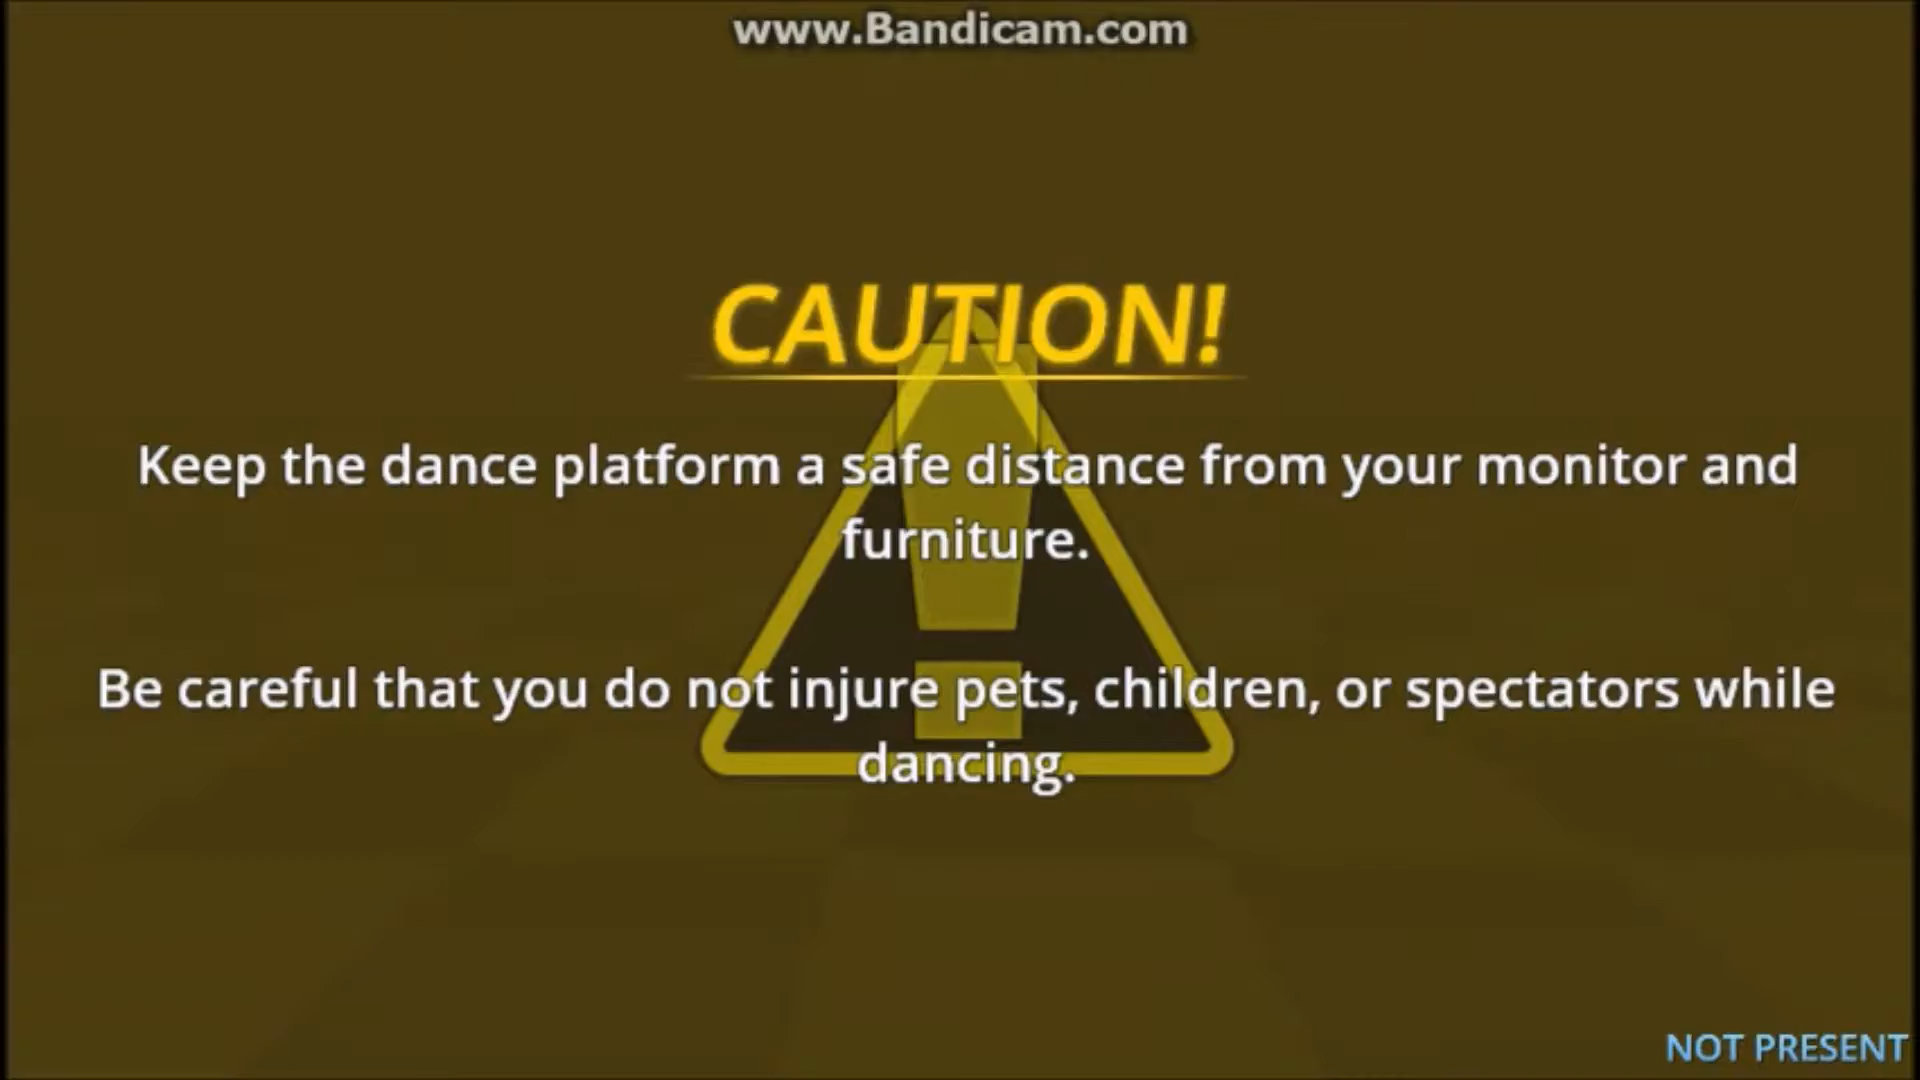 www.Bandicam.com
CAUTION!
Keep the dance platform a safe distance from your monitor and
furniture.
Be careful that you do not injure pets, children, or spectators while
dancing.
NOT PRESENT